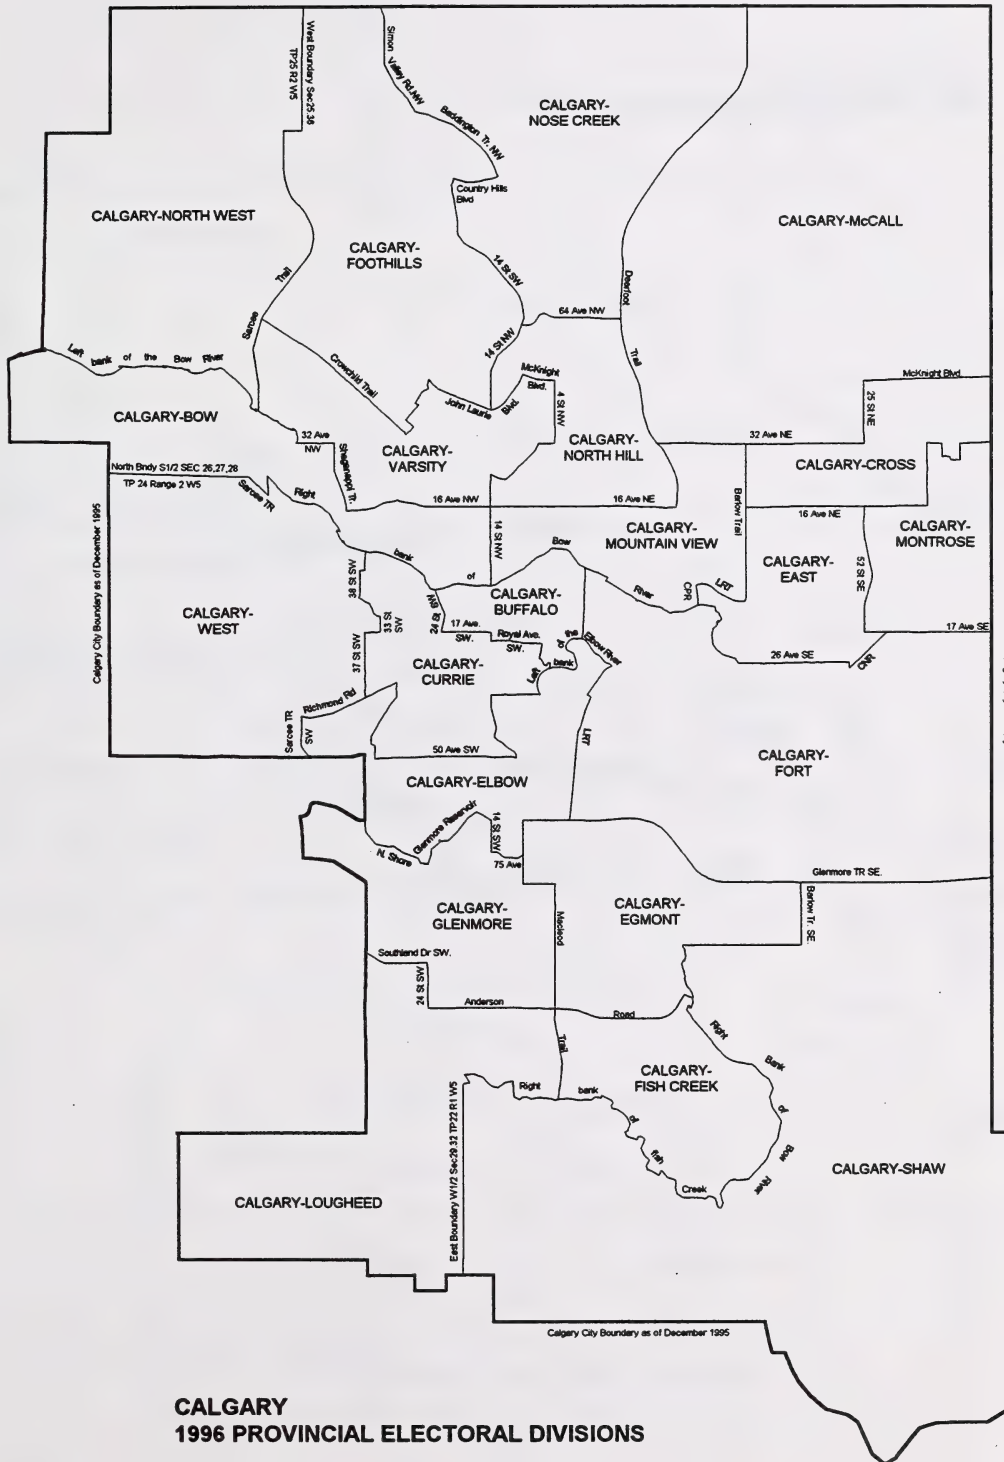 West Boundary Sec25.36
TP25 R2 W5
Simon
Valley Rd.NW
Beddington Tr. NW
CALGARY-
NOSE CREEK
Country Hills
Blvd
CALGARY-NORTH WEST
CALGARY-
FOOTHILLS
CALGARY-McCALL
14 St SW
Sarcee
Trail
Deerfoot
Trail
64 Ave NW
14 St NW
Left bank of the Bow River
Crowchild Trail
McKnight
Blvd.
John Laurie
Blvd.
4 St NW
McKnight Blvd.
25 St NE
CALGARY-BOW
32 Ave
NW
Shaganappi Tr.
CALGARY-
VARSITY
CALGARY-
NORTH HILL
32 Ave NE
CALGARY-CROSS
North Bndy S1/2 SEC 26,27,28
TP 24 Range 2 W5
Sarcee TR
Right
bank
of
Bow
River
16 Ave NW
16 Ave NE
Barlow Trail
16 Ave NE
CALGARY-
MOUNTAIN VIEW
CALGARY-
MONTROSE
14 St NW
Calgary City Boundary as of December 1995
CALGARY-
EAST
52 St SE
CPR
LRT
38 St SW
33 St
SW
37 St SW
24 St SW
CALGARY-
BUFFALO
17 Ave.
SW.
Royal Ave.
SW.
Left
bank
of the
Elbow River
17 Ave SE
26 Ave SE
CNR
CALGARY-
WEST
CALGARY-
CURRIE
Richmond Rd
Sarcee TR
SW
50 Ave SW
LRT
CALGARY-
FORT
CALGARY-ELBOW
N. Shore
Glenmore Reservoir
14 St SW
75 Ave
Glenmore TR SE.
Barlow Tr. SE.
CALGARY-
GLENMORE
CALGARY-
EGMONT
Macleod
Trail
Southland Dr SW.
24 St SW
Anderson
Road
Right
Bank
of
Bow
River
CALGARY-
FISH CREEK
Right
bank
of
fish
Creek
East Boundary W1/2 Sec29.32 TP22 R1 W5
CALGARY-SHAW
CALGARY-LOUGHEED
Calgary City Boundary as of December 1995
CALGARY
1996 PROVINCIAL ELECTORAL DIVISIONS